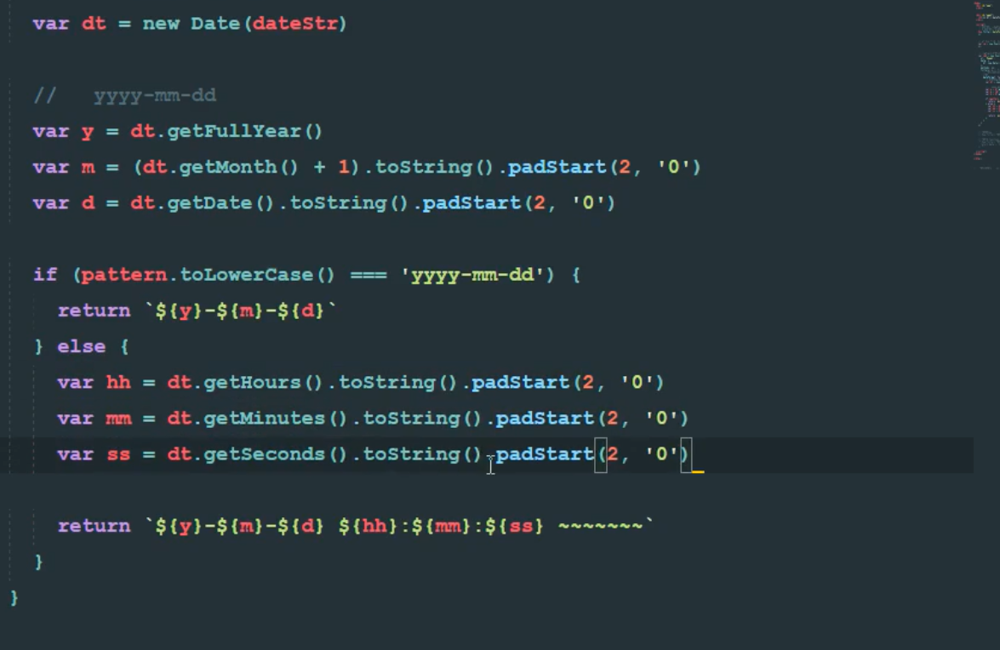 var dt = new Date(dateStr)
//   yyyy-mm-dd
var y = dt.getFullYear()
var m = (dt.getMonth() + 1).toString().padStart(2, '0')
var d = dt.getDate().toString().padStart(2, '0')
if (pattern.toLowerCase() === 'yyyy-mm-dd') {
return `${y}-${m}-${d}`
} else {
var hh = dt.getHours().toString().padStart(2, '0')
var mm = dt.getMinutes().toString().padStart(2, '0')
var ss = dt.getSeconds().toString().padStart(2, '0')
return `${y}-${m}-${d} ${hh}:${mm}:${ss} ~~~~~~~`
}
}